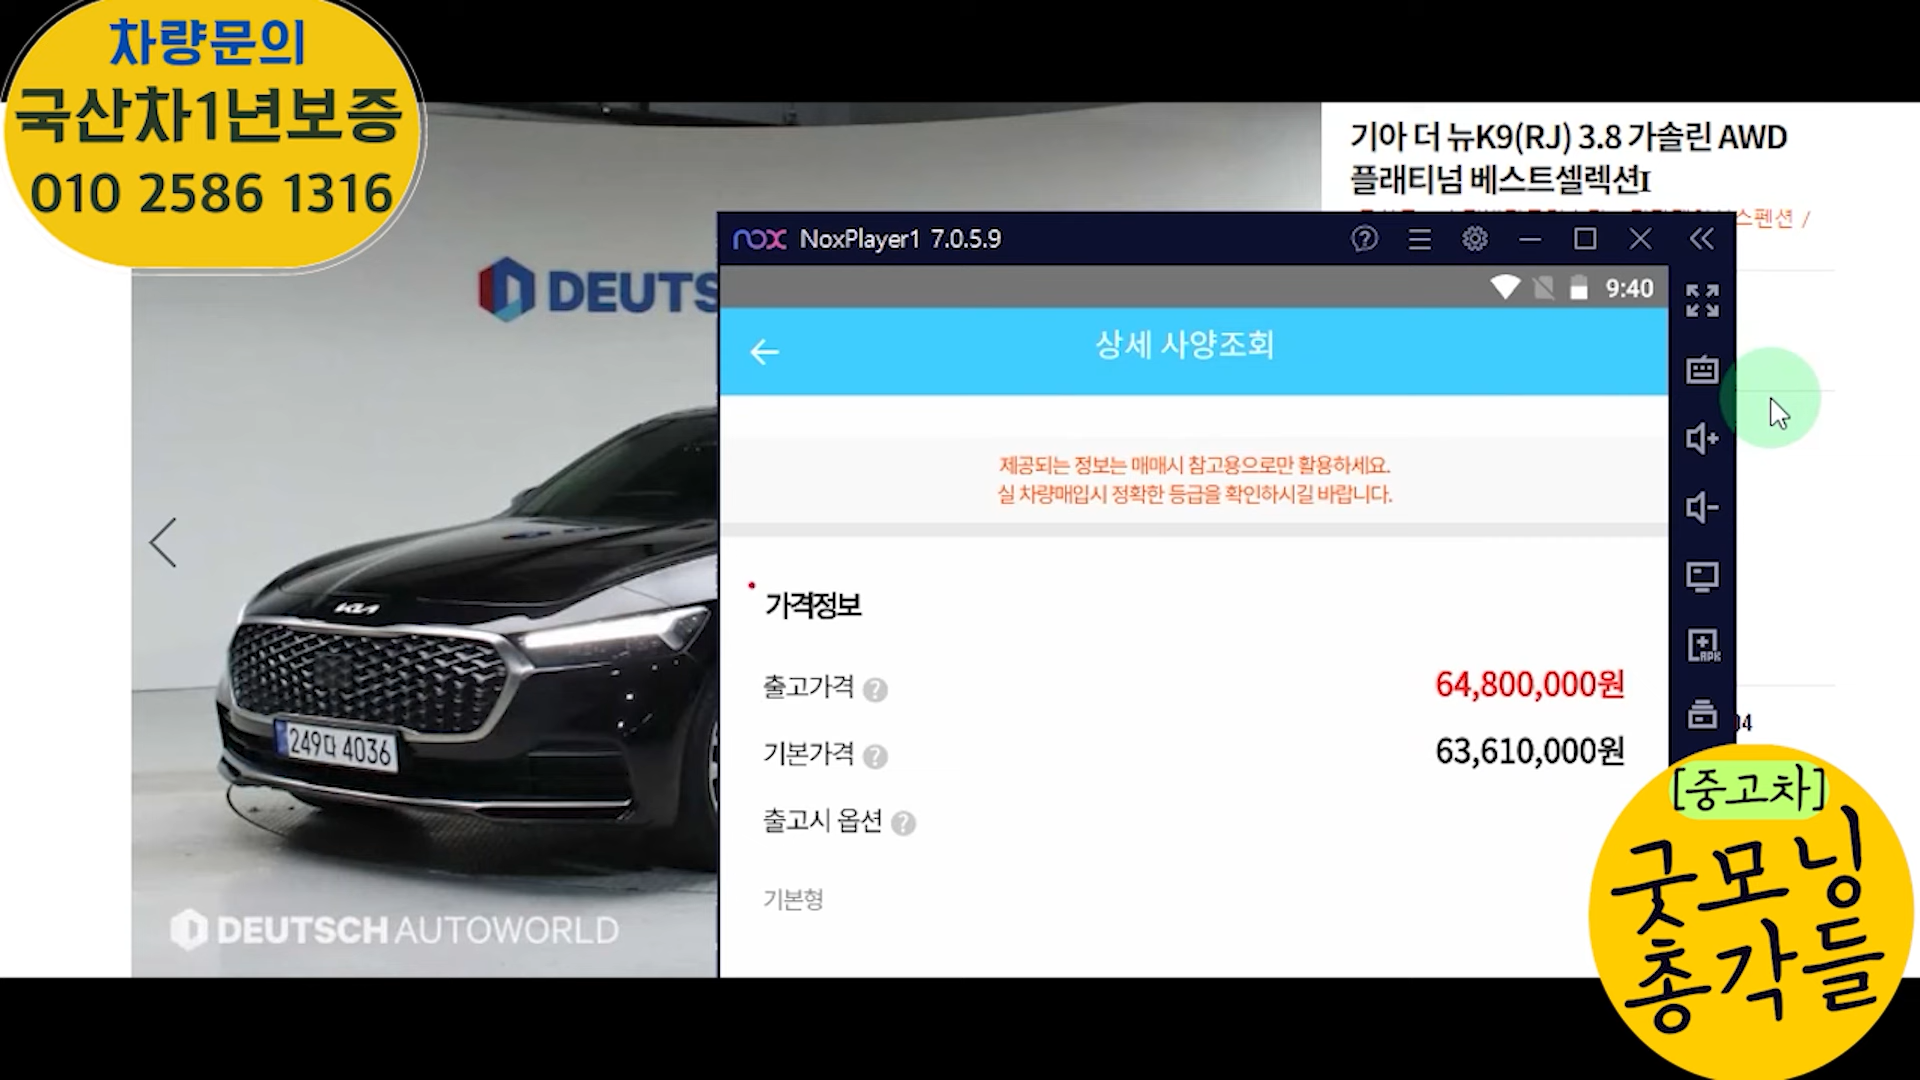 차량문의
국산차1년보증
010 2586 1316
기아 더 뉴K9(RJ) 3.8 가솔린 AWD
플래티넘 베스트셀렉션I
스펜션 /
nox NoxPlayer1 7.0.5.9
9:40
상세 사양조회
제공되는 정보는 매매시 참고용으로만 활용하세요.
실 차량매입시 정확한 등급을 확인하시길 바랍니다.
가격정보
출고가격 ?
64,800,000원
기본가격 ?
63,610,000원
출고시 옵션 ?
기본형
DEUTS
KIA
249다 4036
DEUTSCH AUTOWORLD
APK
04
[중고차]
굿모닝
총각들